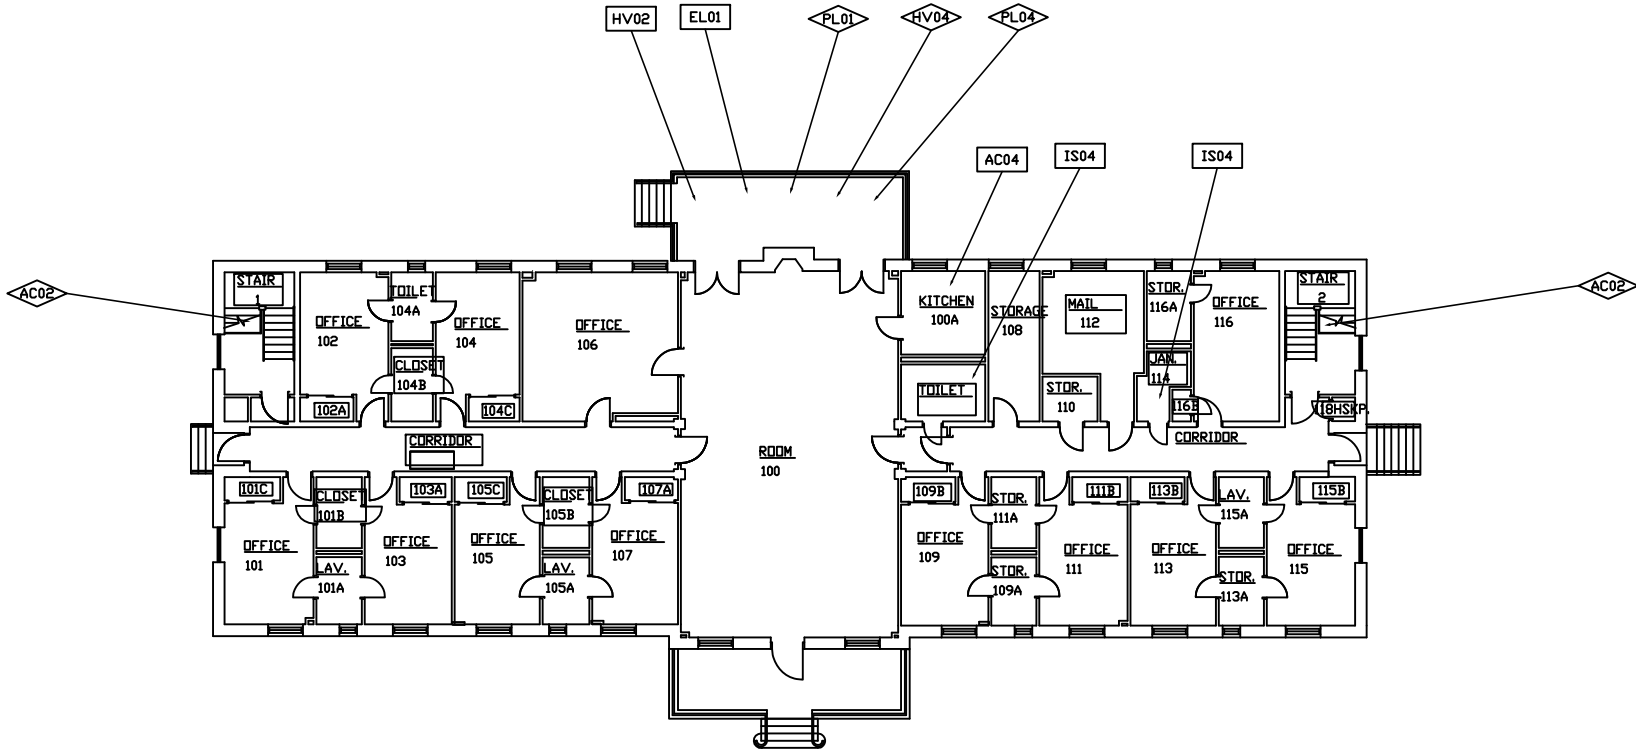 HV02
EL01
PL01
HV04
PL04
AC04
IS04
IS04
AC02
AC02
STAIR
1
TOILET
104A
OFFICE
102
OFFICE
104
CLOSET
104B
OFFICE
106
102A
104C
KITCHEN
100A
STORAGE
108
MAIL
112
STOR.
116A
OFFICE
116
STAIR
2
JAN.
114
TOILET
STOR.
110
116B
118HSKP.
CORRIDOR
ROOM
100
CORRIDOR
101C
CLOSET
101B
103A
105C
CLOSET
105B
107A
109B
STOR.
111A
111B
113B
LAV.
115A
115B
OFFICE
101
LAV.
101A
OFFICE
103
OFFICE
105
LAV.
105A
OFFICE
107
OFFICE
109
STOR.
109A
OFFICE
111
OFFICE
113
STOR.
113A
OFFICE
115